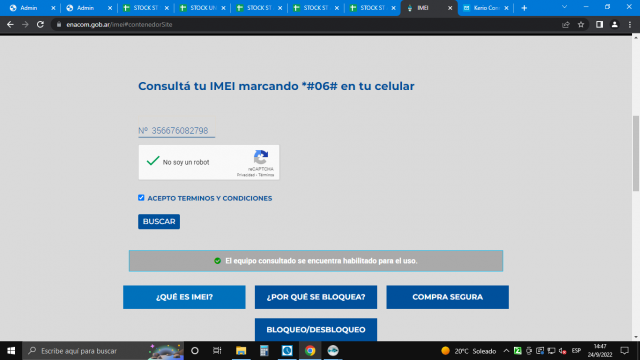 Admin
Admin
STOCK ST
STOCK UN
STOCK ST
STOCK ST
STOCK ST
IMEI
Kerio Con
enacom.gob.ar/imei#contenedorSite
Consultá tu IMEI marcando *#06# en tu celular
Nº 356676082798
No soy un robot
reCAPTCHA
Privacidad - Términos
ACEPTO TERMINOS Y CONDICIONES
BUSCAR
El equipo consultado se encuentra habilitado para el uso.
¿QUÉ ES IMEI?
¿POR QUÉ SE BLOQUEA?
COMPRA SEGURA
BLOQUEO/DESBLOQUEO
Escribe aquí para buscar
20°C Soleado
ESP
14:47
24/9/2022